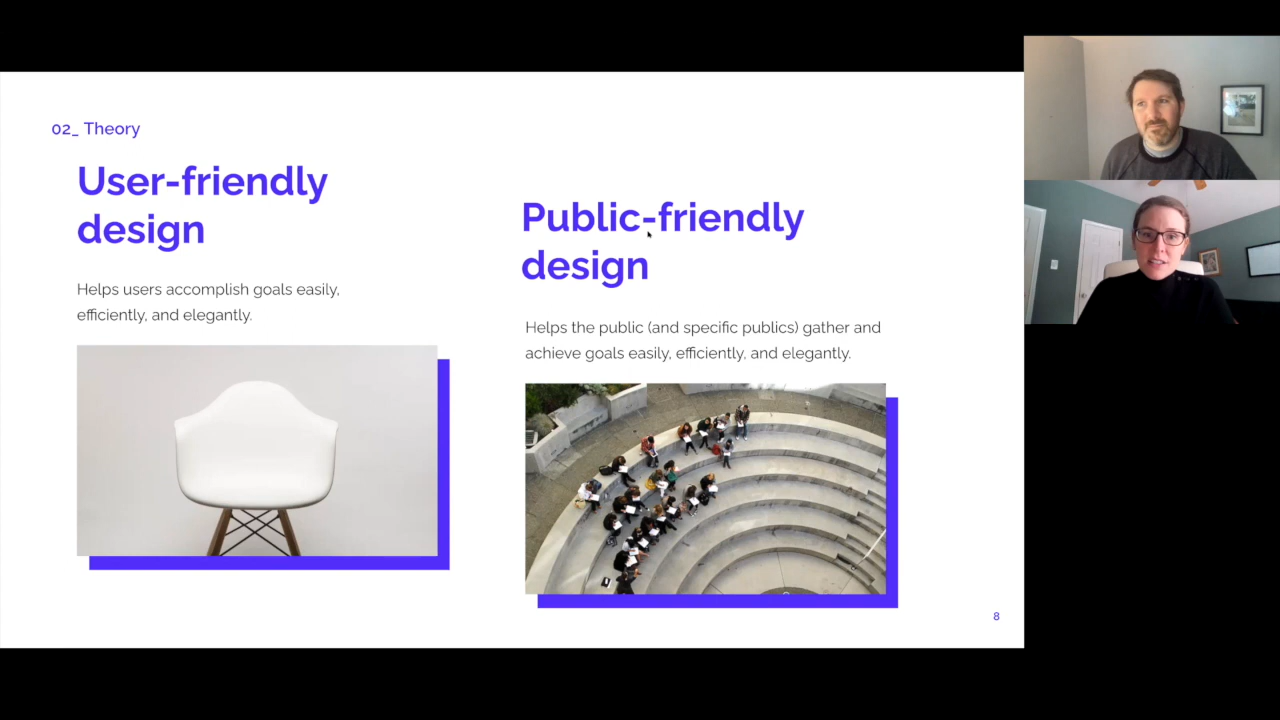 02_ Theory
User-friendly
design
Helps users accomplish goals easily,
efficiently, and elegantly.
Public-friendly
design
Helps the public (and specific publics) gather and
achieve goals easily, efficiently, and elegantly.
8